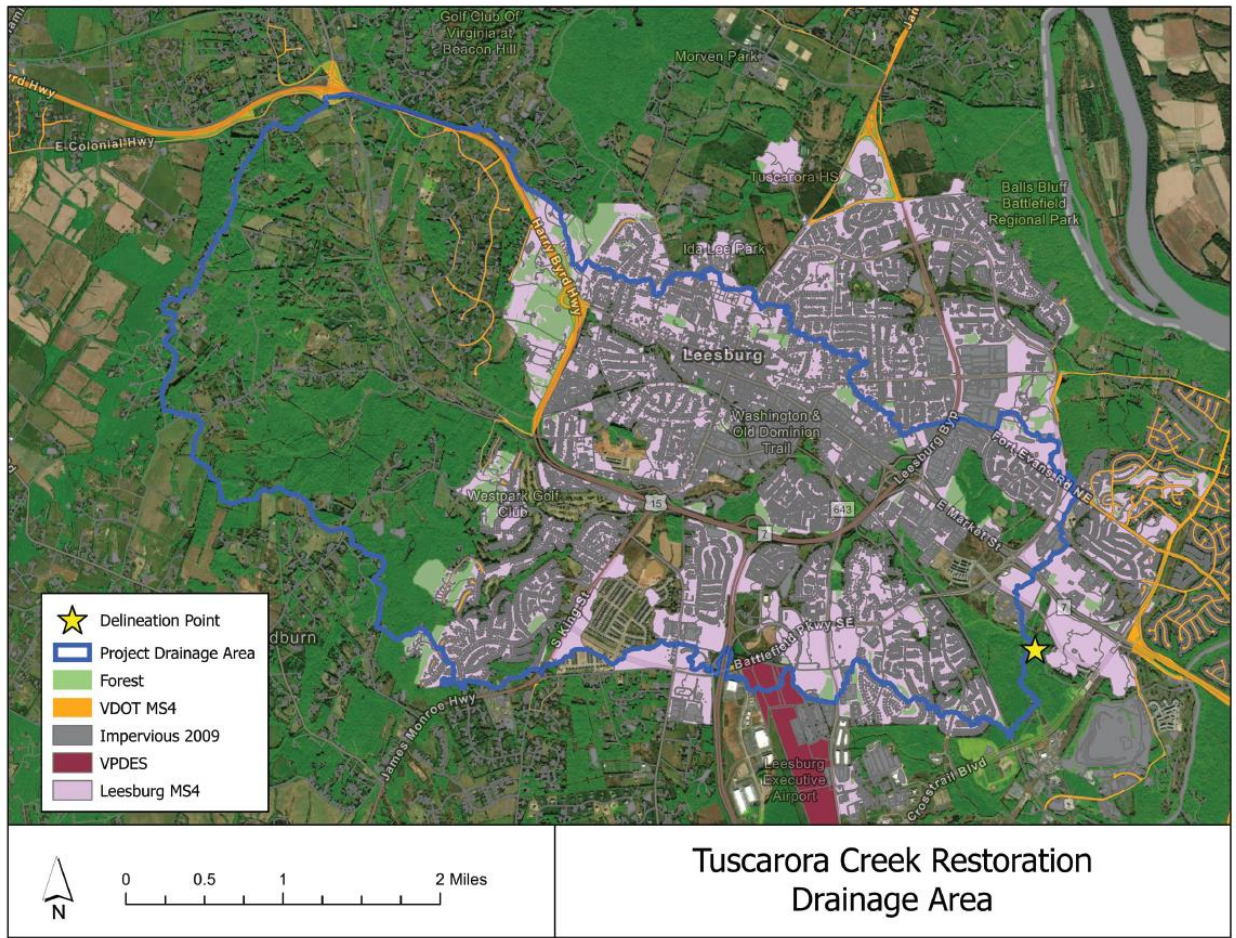 Golf Club Of
Virginia at
Beacon Hill
Morven Park
rd Hwy
E Colonial Hwy
Tuscarora HS
Balls Bluff
Battlefield
Regional Park
Ida Lee Park
Harry Byrd Hwy
Leesburg
Washington &
Old Dominion
Trail
Leesburg Byp
Fort Evans Rd NE
Westpark Golf
Club
15
643
7
E Market St
S King St
7
Battlefield Pkwy SE
dburn
James Monroe Hwy
Leesburg
Executive
Airport
Crosstrail Blvd
Delineation Point
Project Drainage Area
Forest
VDOT MS4
Impervious 2009
VPDES
Leesburg MS4
N
0 0.5 1 2 Miles
Tuscarora Creek Restoration
Drainage Area